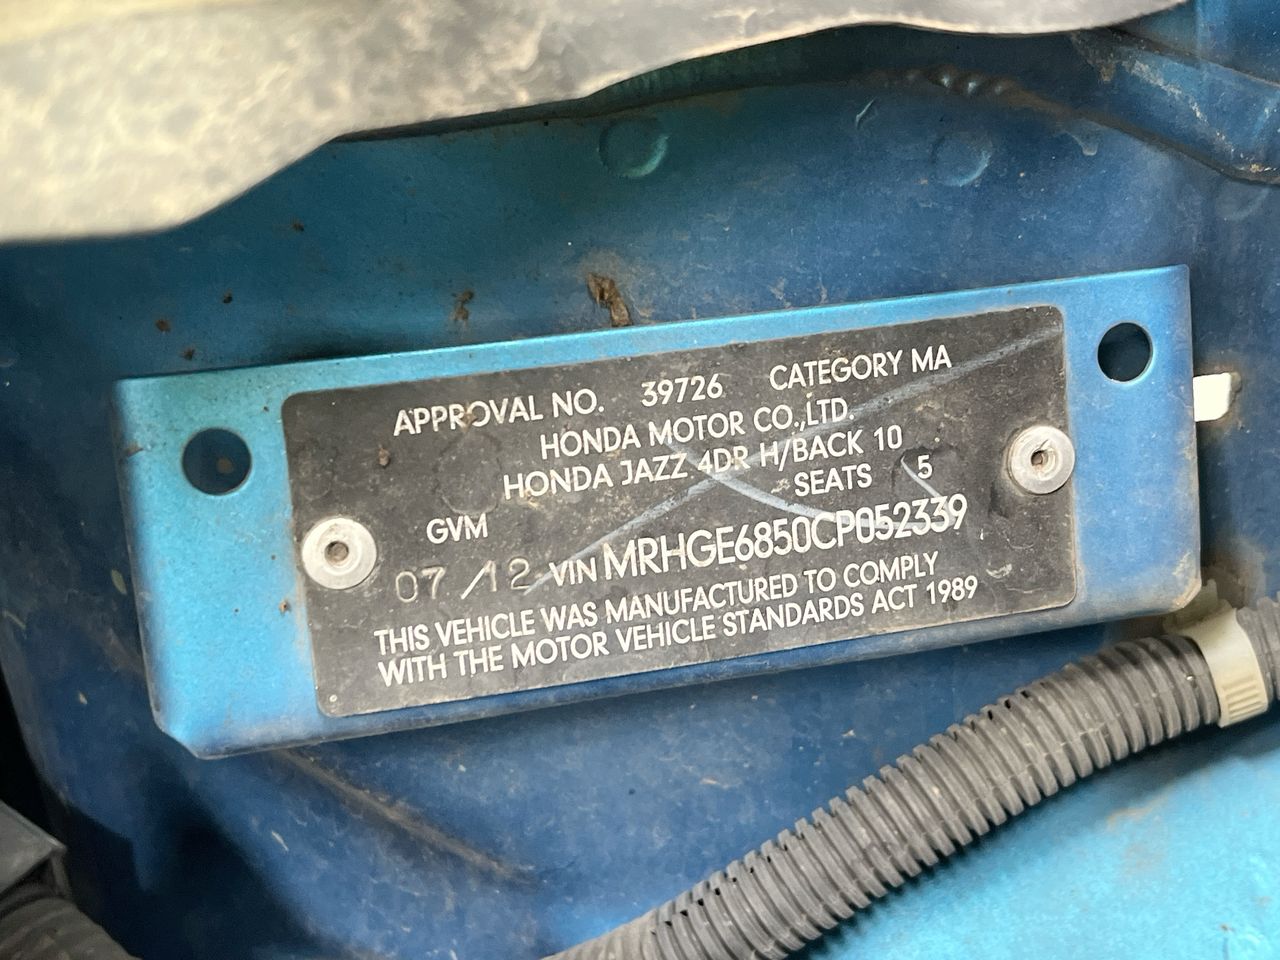 APPROVAL NO. 39726 CATEGORY MA
HONDA MOTOR CO.,LTD.
HONDA JAZZ 4DR H/BACK 10
SEATS 5
GVM
07/12 VIN MRHGE6850CP052339
THIS VEHICLE WAS MANUFACTURED TO COMPLY
WITH THE MOTOR VEHICLE STANDARDS ACT 1989